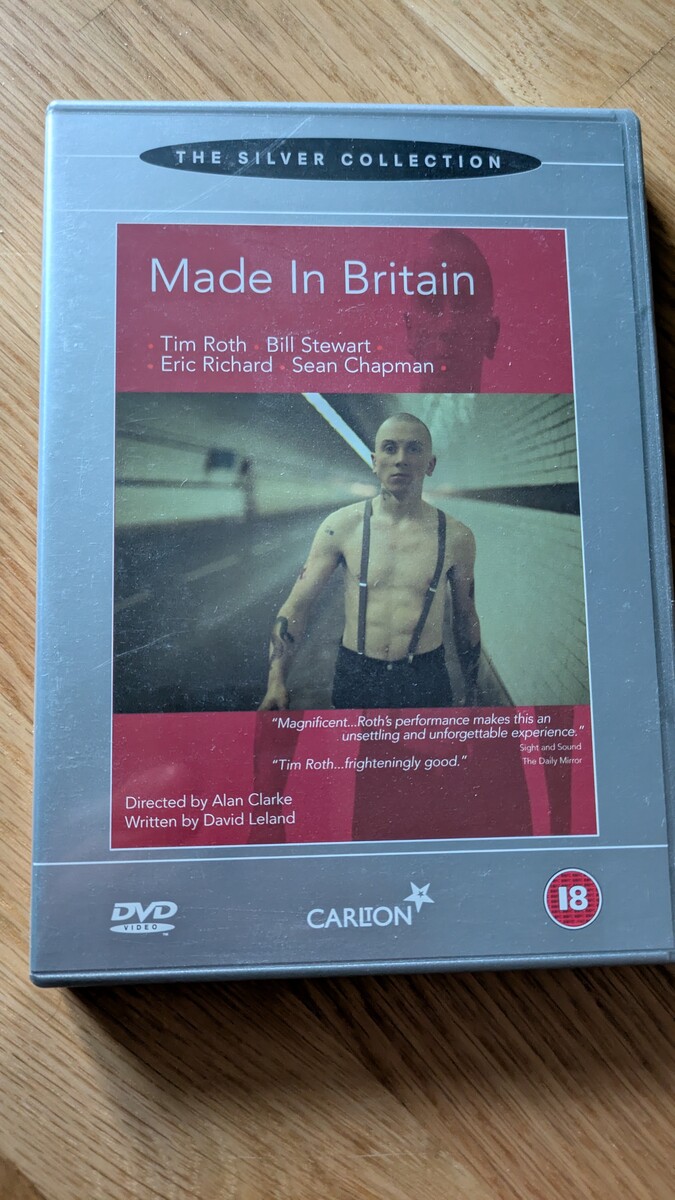 THE SILVER COLLECTION
Made In Britain
· Tim Roth · Bill Stewart ·
· Eric Richard · Sean Chapman ·
"Magnificent...Roth's performance makes this an
unsettling and unforgettable experience."
Sight and Sound
"Tim Roth...frighteningly good."
The Daily Mirror
Directed by Alan Clarke
Written by David Leland
DVD
VIDEO
TM
CARLTON
18